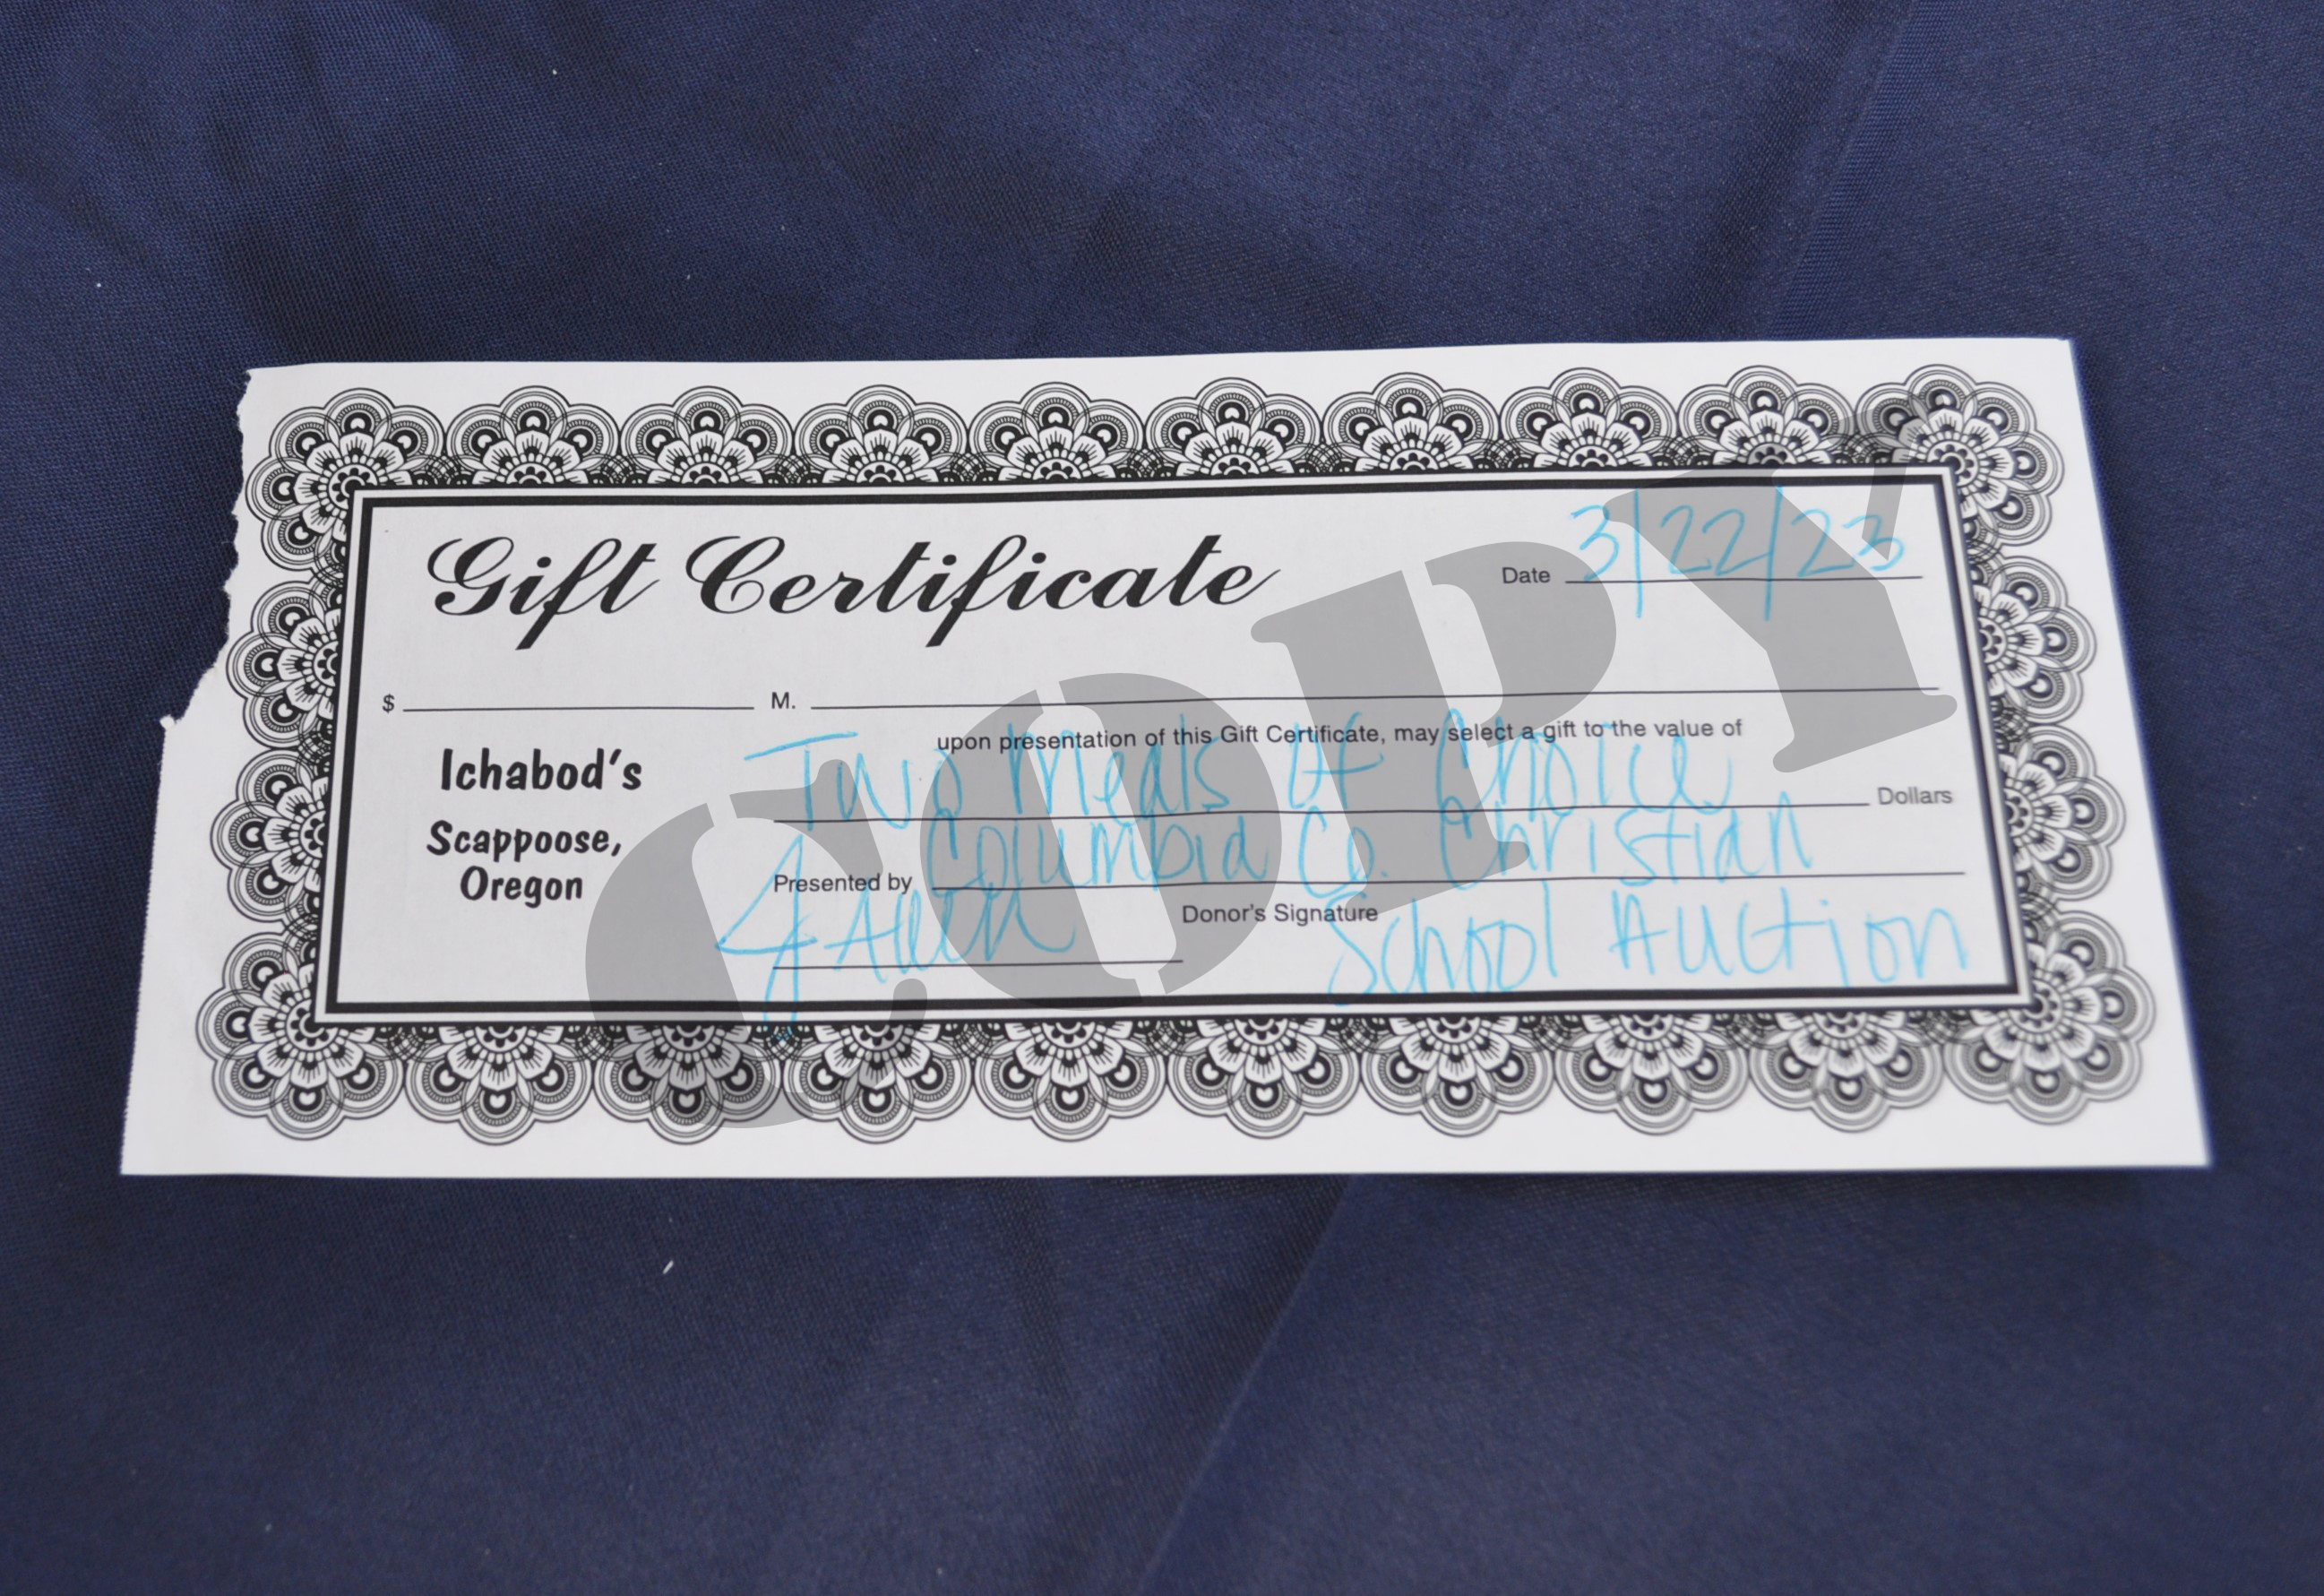 Gift Certificate
Date 3/22/23
$ M.
upon presentation of this Gift Certificate, may select a gift to the value of
Ichabod's
Two Meals of Choice Dollars
Scappoose,
Oregon
Presented by Columbia Co. Christian
Donor's Signature
School Auction
COPY